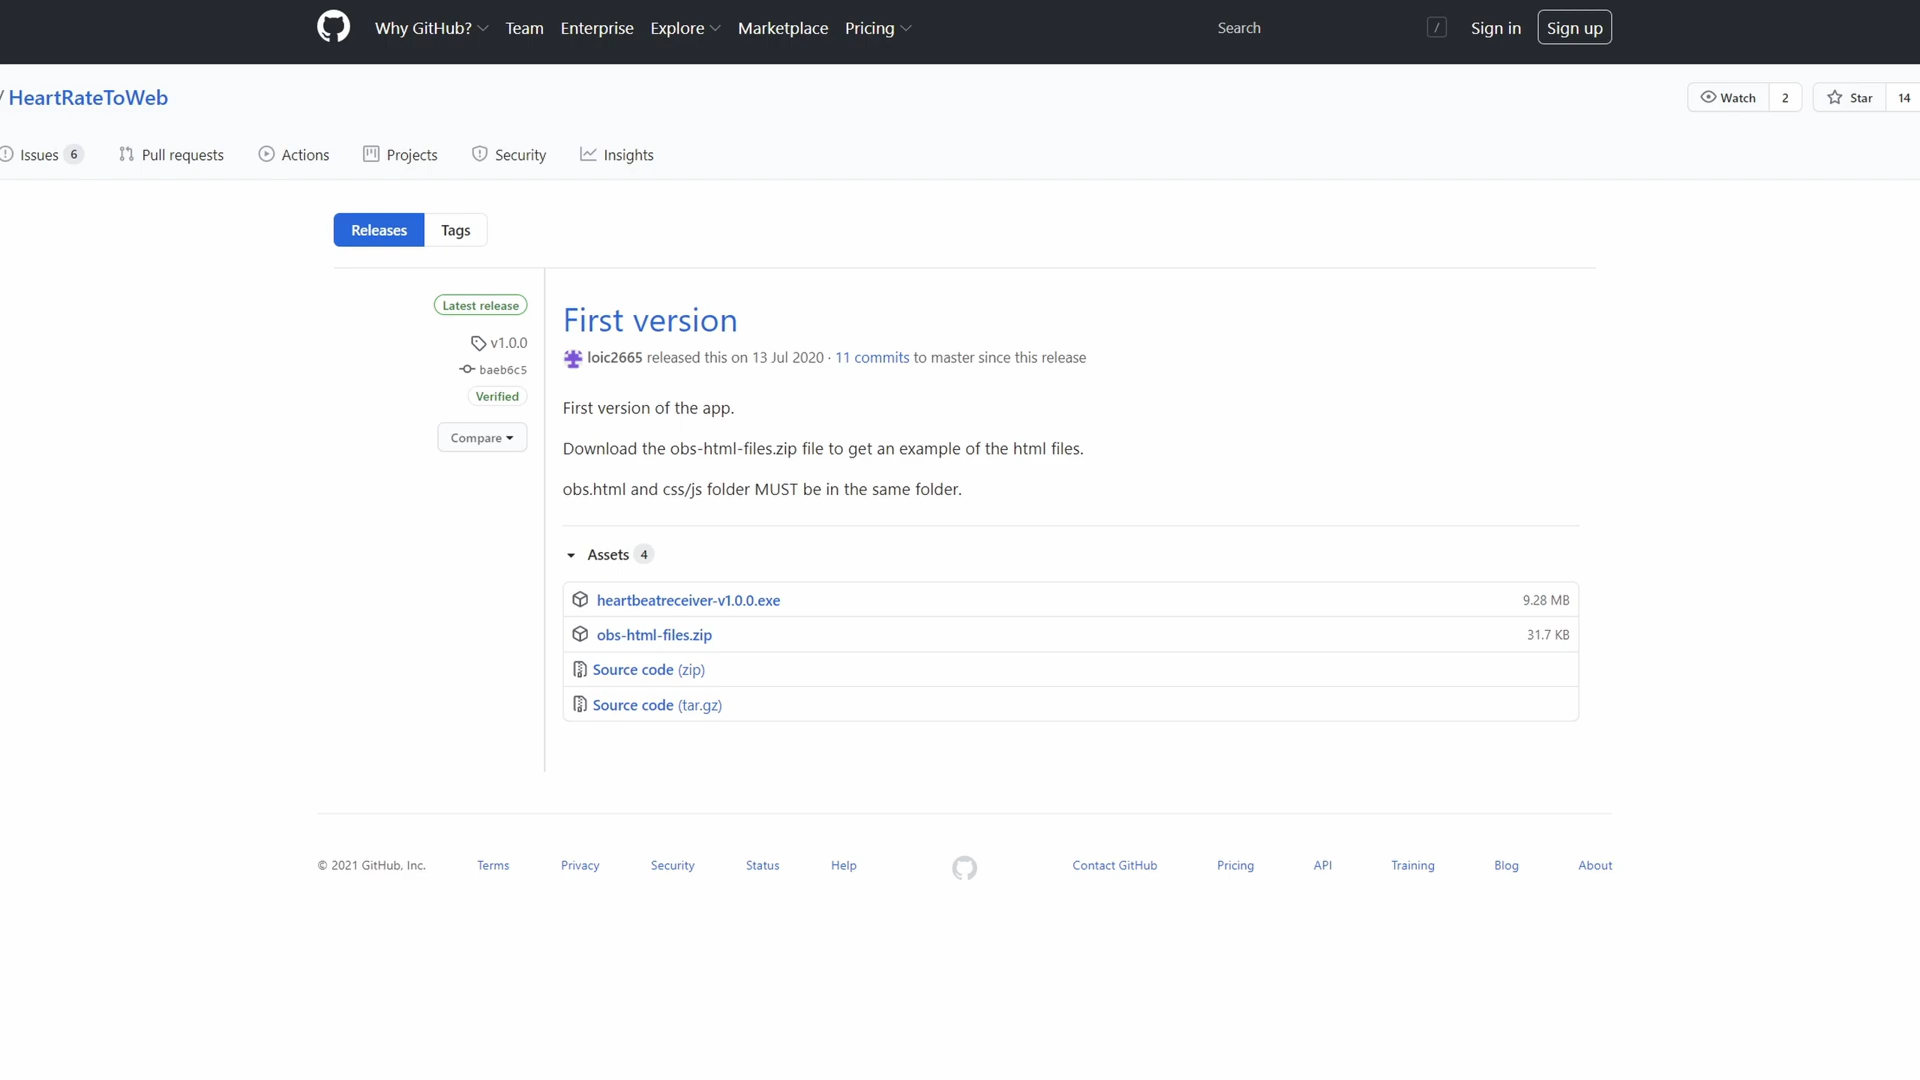 Why GitHub? Team Enterprise Explore Marketplace Pricing Search / Sign in Sign up
/ HeartRateToWeb Watch 2 Star 14
Issues 6 Pull requests Actions Projects Security Insights
Releases Tags
Latest release
v1.0.0
baeb6c5
Verified
Compare
First version
loic2665 released this on 13 Jul 2020 · 11 commits to master since this release
First version of the app.
Download the obs-html-files.zip file to get an example of the html files.
obs.html and css/js folder MUST be in the same folder.
Assets 4
heartbeatreceiver-v1.0.0.exe 9.28 MB
obs-html-files.zip 31.7 KB
Source code (zip)
Source code (tar.gz)
© 2021 GitHub, Inc. Terms Privacy Security Status Help Contact GitHub Pricing API Training Blog About